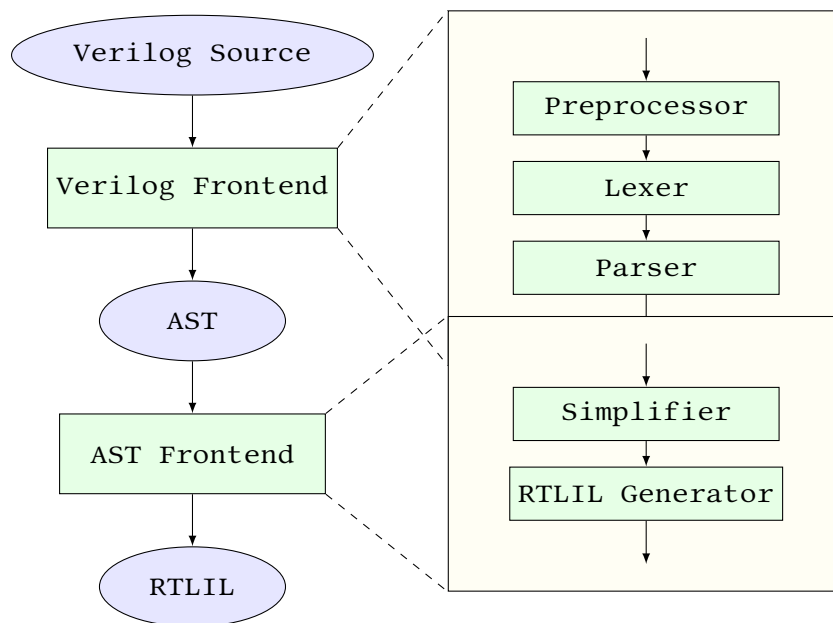 Verilog Source
Verilog Frontend
AST
AST Frontend
RTLIL
Preprocessor
Lexer
Parser
Simplifier
RTLIL Generator